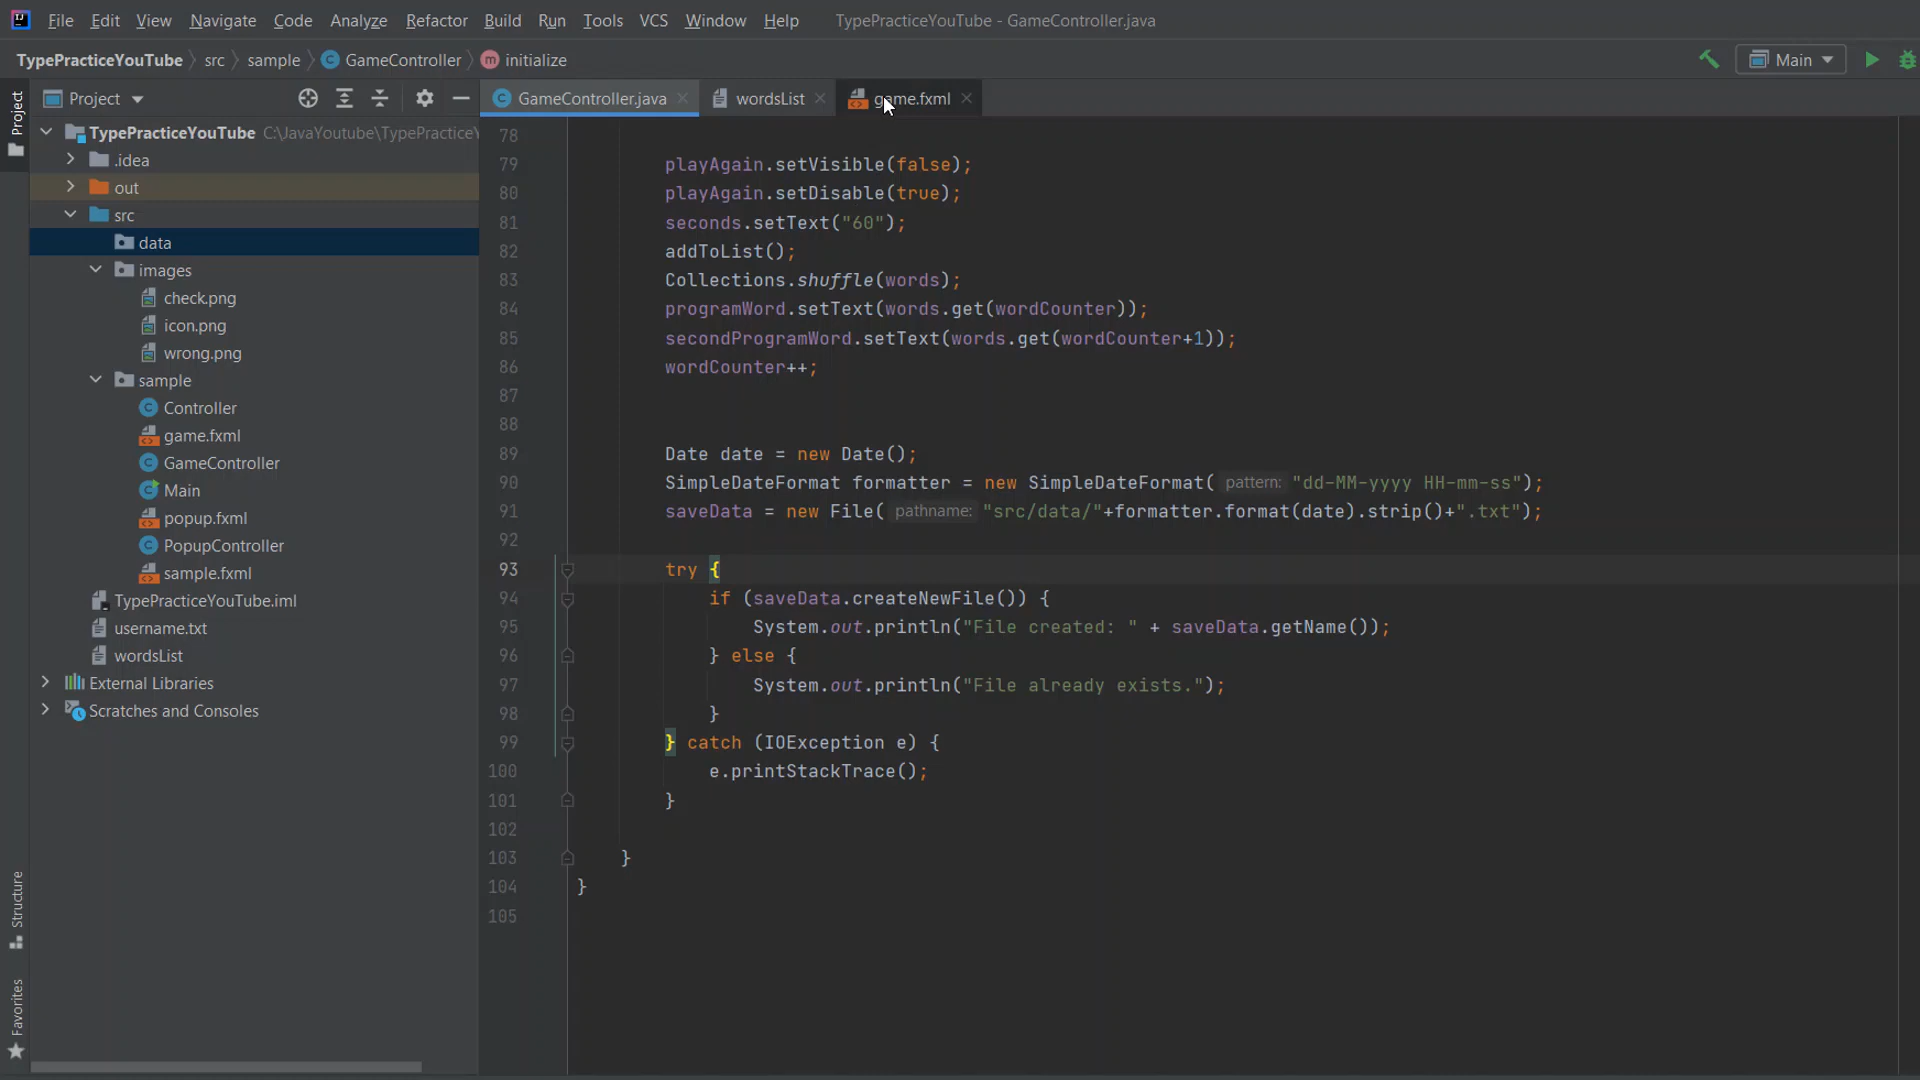 File Edit View Navigate Code Analyze Refactor Build Run Tools VCS Window Help TypePracticeYouTube - GameController.java
TypePracticeYouTube src sample GameController initialize Main
Project
Project
GameController.java wordsList game.fxml
TypePracticeYouTube C:\JavaYoutube\TypePracticeY
.idea
out
src
data
images
check.png
icon.png
wrong.png
sample
Controller
game.fxml
GameController
Main
popup.fxml
PopupController
sample.fxml
TypePracticeYouTube.iml
username.txt
wordsList
External Libraries
Scratches and Consoles
Structure
Favorites
78
79 playAgain.setVisible(false);
80 playAgain.setDisable(true);
81 seconds.setText("60");
82 addToList();
83 Collections.shuffle(words);
84 programWord.setText(words.get(wordCounter));
85 secondProgramWord.setText(words.get(wordCounter+1));
86 wordCounter++;
87
88
89 Date date = new Date();
90 SimpleDateFormat formatter = new SimpleDateFormat( pattern: "dd-MM-yyyy HH-mm-ss");
91 saveData = new File( pathname: "src/data/"+formatter.format(date).strip()+".txt");
92
93 try {
94 if (saveData.createNewFile()) {
95 System.out.println("File created: " + saveData.getName());
96 } else {
97 System.out.println("File already exists.");
98 }
99 } catch (IOException e) {
100 e.printStackTrace();
101 }
102
103 }
104 }
105